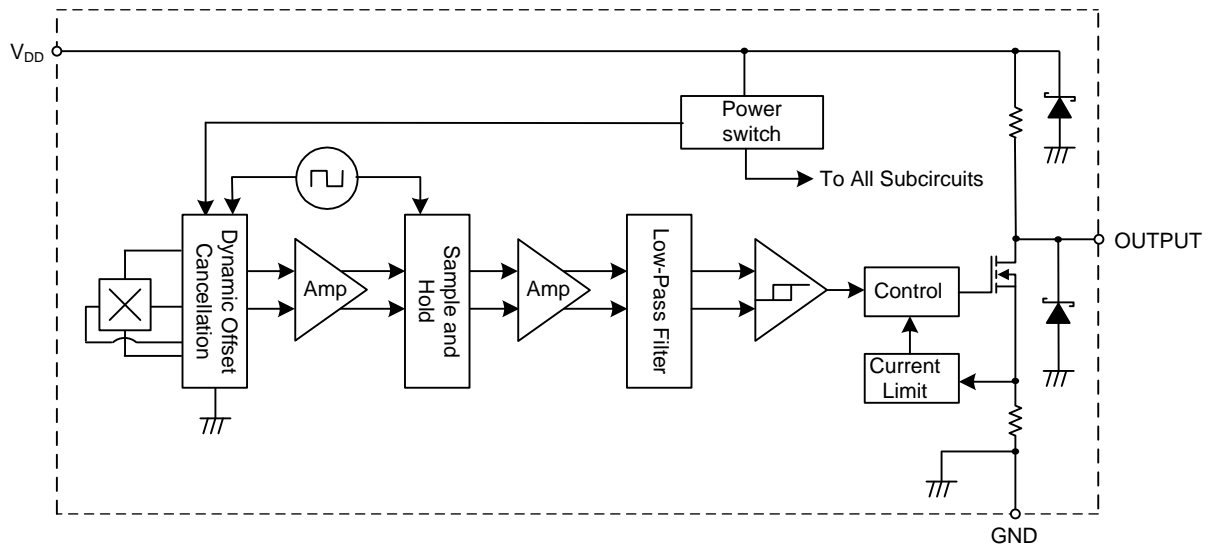 V_DD
Power
switch
To All Subcircuits
Dynamic Offset
Cancellation
Amp
Sample and
Hold
Amp
Low-Pass Filter
Control
Current
Limit
OUTPUT
GND